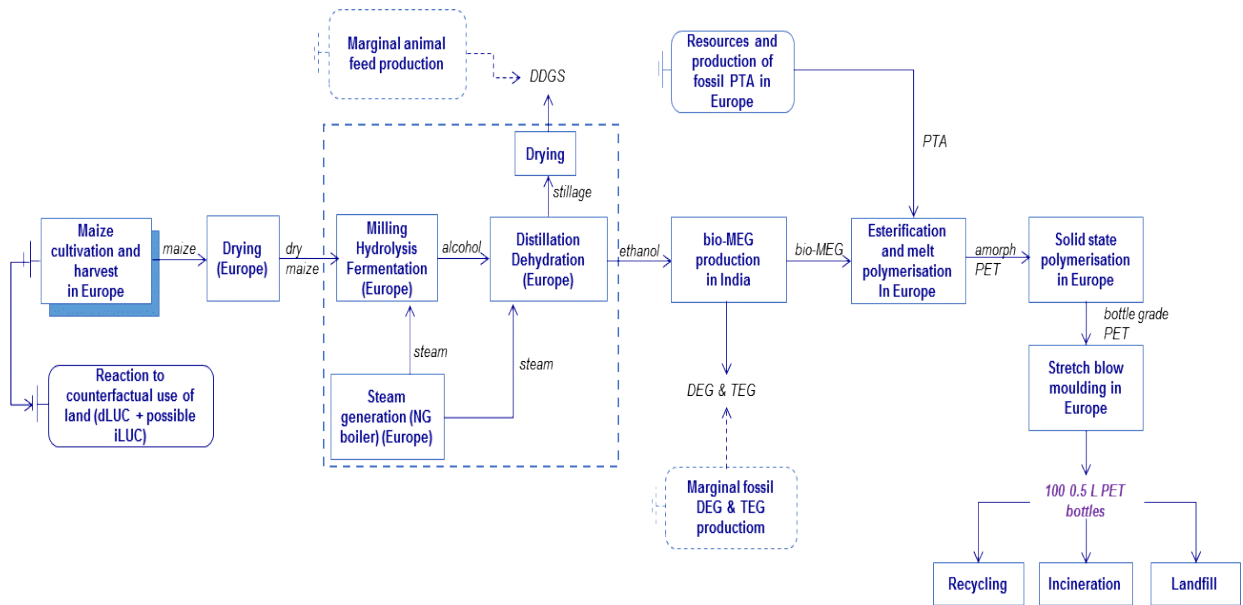 Marginal animal
feed production
DDGS
Resources and
production of
fossil PTA in
Europe
PTA
Drying
stillage
Maize
cultivation and
harvest
in Europe
maize
Drying
(Europe)
dry
maize
Milling
Hydrolysis
Fermentation
(Europe)
alcohol
Distillation
Dehydration
(Europe)
ethanol
bio-MEG
production
in India
bio-MEG
Esterification
and melt
polymerisation
In Europe
amorph
PET
Solid state
polymerisation
in Europe
bottle grade
PET
steam
steam
Steam
generation (NG
boiler) (Europe)
Reaction to
counterfactual use of
land (dLUC + possible
iLUC)
DEG & TEG
Marginal fossil
DEG & TEG
productiom
Stretch blow
moulding in
Europe
100 0.5 L PET
bottles
Recycling
Incineration
Landfill